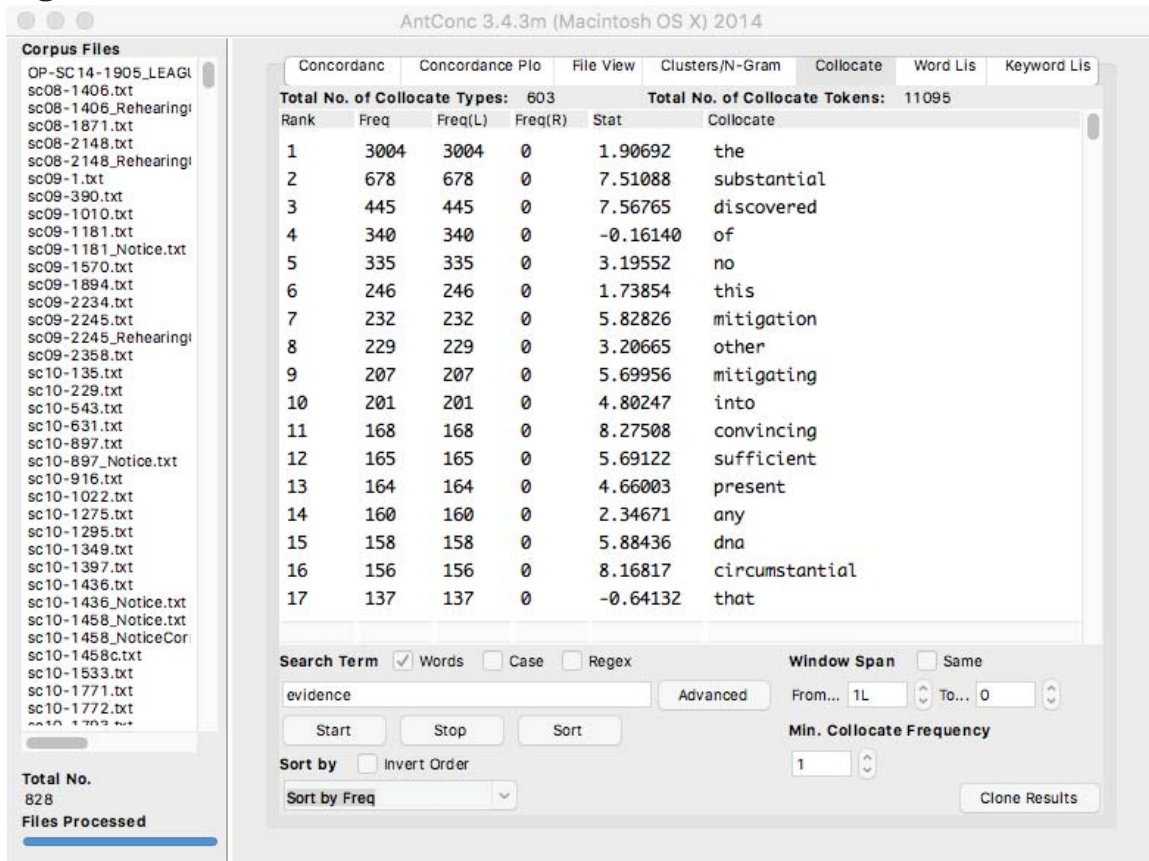 AntConc 3.4.3m (Macintosh OS X) 2014
Corpus Files
OP-SC14-1905_LEAGU
sc08-1406.txt
sc08-1406_Rehearing
sc08-1871.txt
sc08-2148.txt
sc08-2148_Rehearing
sc09-1.txt
sc09-390.txt
sc09-1010.txt
sc09-1181.txt
sc09-1181_Notice.txt
sc09-1570.txt
sc09-1894.txt
sc09-2234.txt
sc09-2245.txt
sc09-2245_Rehearing
sc09-2358.txt
sc10-135.txt
sc10-229.txt
sc10-543.txt
sc10-631.txt
sc10-897.txt
sc10-897_Notice.txt
sc10-916.txt
sc10-1022.txt
sc10-1275.txt
sc10-1295.txt
sc10-1349.txt
sc10-1397.txt
sc10-1436.txt
sc10-1436_Notice.txt
sc10-1458_Notice.txt
sc10-1458_NoticeCor
sc10-1458c.txt
sc10-1533.txt
sc10-1771.txt
sc10-1772.txt
Total No.
828
Files Processed
Concordanc Concordance Plo File View Clusters/N-Gram Collocate Word Lis Keyword Lis
Total No. of Collocate Types: 603 Total No. of Collocate Tokens: 11095
Rank Freq Freq(L) Freq(R) Stat Collocate
1 3004 3004 0 1.90692 the
2 678 678 0 7.51088 substantial
3 445 445 0 7.56765 discovered
4 340 340 0 -0.16140 of
5 335 335 0 3.19552 no
6 246 246 0 1.73854 this
7 232 232 0 5.82826 mitigation
8 229 229 0 3.20665 other
9 207 207 0 5.69956 mitigating
10 201 201 0 4.80247 into
11 168 168 0 8.27508 convincing
12 165 165 0 5.69122 sufficient
13 164 164 0 4.66003 present
14 160 160 0 2.34671 any
15 158 158 0 5.88436 dna
16 156 156 0 8.16817 circumstantial
17 137 137 0 -0.64132 that
Search Term Words Case Regex Window Span Same
evidence Advanced From... 1L To... 0
Start Stop Sort Min. Collocate Frequency
Sort by Invert Order 1
Sort by Freq Clone Results